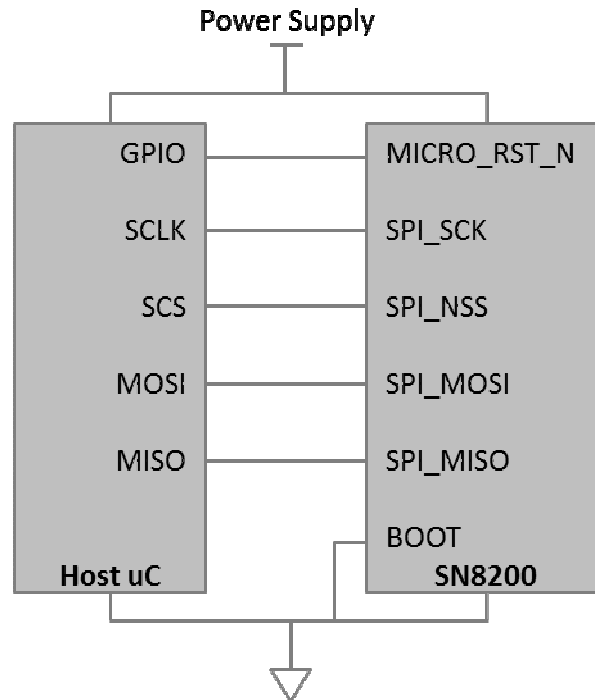 Power Supply
GPIO
MICRO_RST_N
SCLK
SPI_SCK
SCS
SPI_NSS
MOSI
SPI_MOSI
MISO
SPI_MISO
BOOT
Host uC
SN8200